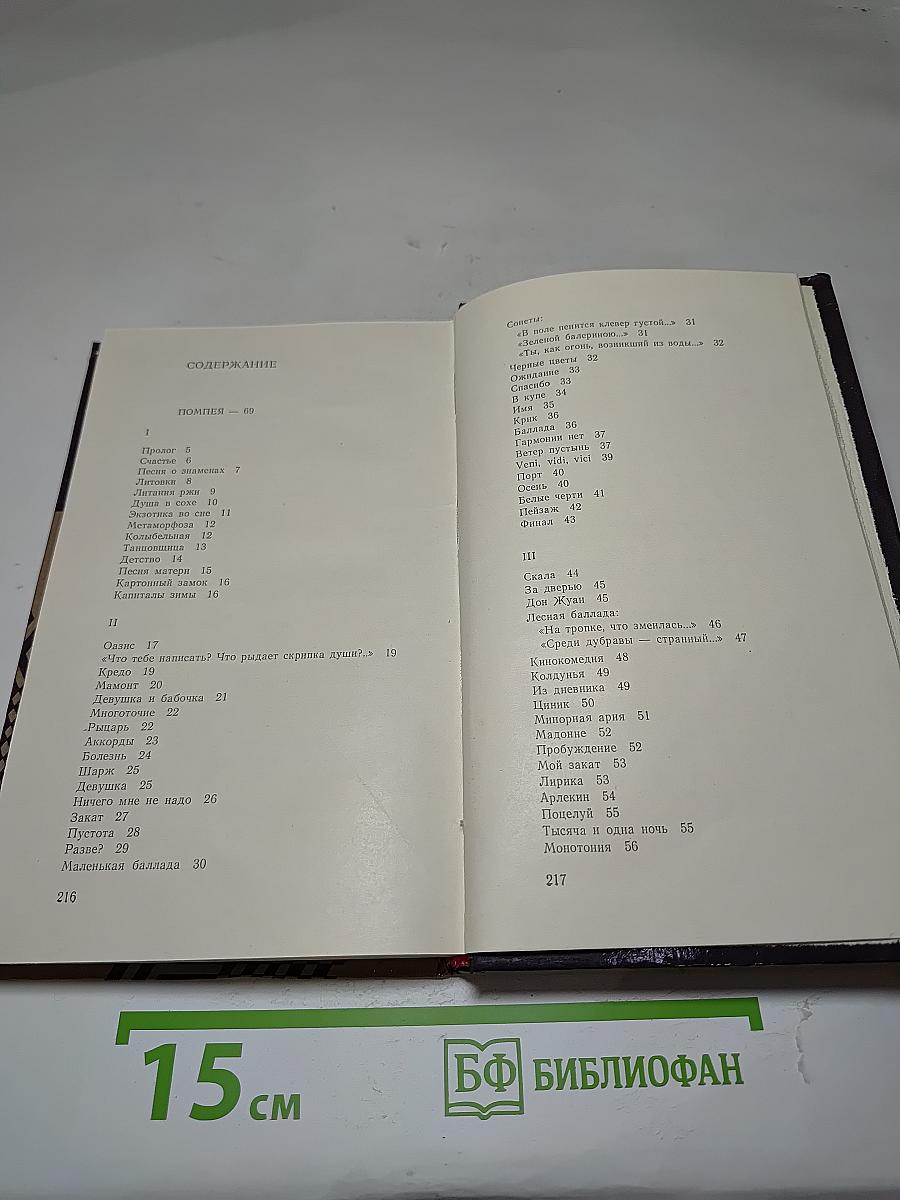 СОДЕРЖАНИЕ
ПОМПЕЯ — 69
I
Пролог 5
Счастье 6
Песня о знаменах 7
Литовки 8
Литания ржи 9
Душа в сохе 10
Экзотика во сне 11
Метаморфоза 12
Колыбельная 12
Танцовщица 13
Детство 14
Песня матери 15
Картонный замок 16
Капиталы зимы 16
II
Оазис 17
«Что тебе написать? Что рыдает скрипка души?..» 19
Кредо 19
Мамонт 20
Девушка и бабочка 21
Многоточие 22
Рыцарь 22
Аккорды 23
Болезнь 24
Шарж 25
Девушка 25
Ничего мне не надо 26
Закат 27
Пустота 28
Разве? 29
Маленькая баллада 30
216
Сонеты:
«В поле пенится клевер густой...» 31
«Зеленой балериною...» 31
«Ты, как огонь, возникший из воды...» 32
Черные цветы 32
Ожидание 33
Спасибо 33
В купе 34
Имя 35
Крик 36
Баллада 36
Гармонии нет 37
Ветер пустынь 37
Veni, vidi, vici 39
Порт 40
Осень 40
Белые черти 41
Пейзаж 42
Финал 43
III
Скала 44
За дверью 45
Дон Жуан 45
Лесная баллада:
«На тропке, что змеилась...» 46
«Среди дубравы — странный...» 47
Кинокомедия 48
Колдунья 49
Из дневника 49
Циник 50
Минорная ария 51
Мадонне 52
Пробуждение 52
Мой закат 53
Лирика 53
Арлекин 54
Поцелуй 55
Тысяча и одна ночь 55
Монотония 56
217
15 см
БФ БИБЛИОФАН